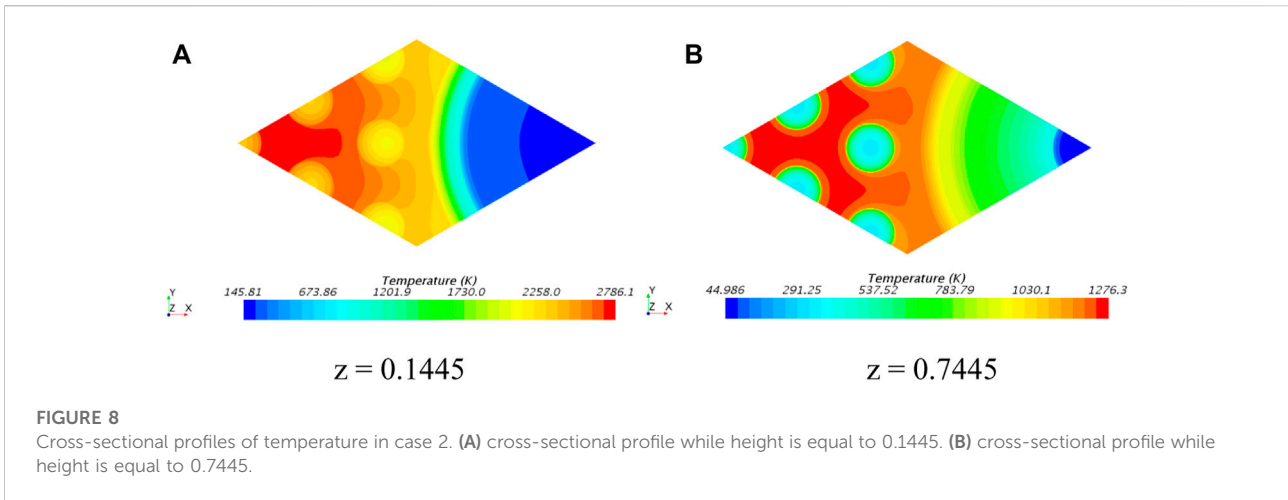 A
B
Temperature (K)
145.81 673.86 1201.9 1730.0 2258.0 2786.1
Y
Z X
z = 0.1445
Temperature (K)
44.986 291.25 537.52 783.79 1030.1 1276.3
Y
Z X
z = 0.7445
FIGURE 8
Cross-sectional profiles of temperature in case 2. (A) cross-sectional profile while height is equal to 0.1445. (B) cross-sectional profile while
height is equal to 0.7445.